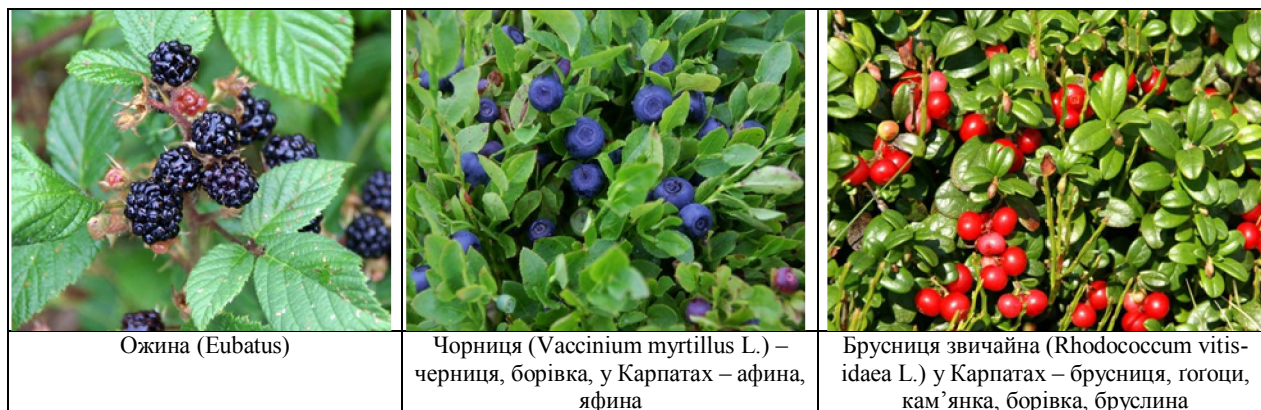 Ожина (Eubatus)
Чорниця (Vaccinium myrtillus L.) –
черниця, борівка, у Карпатах – афина,
яфина
Брусниця звичайна (Rhodococcum vitis-
idaea L.) у Карпатах – брусниця, ґоґоци,
кам’янка, борівка, бруслина